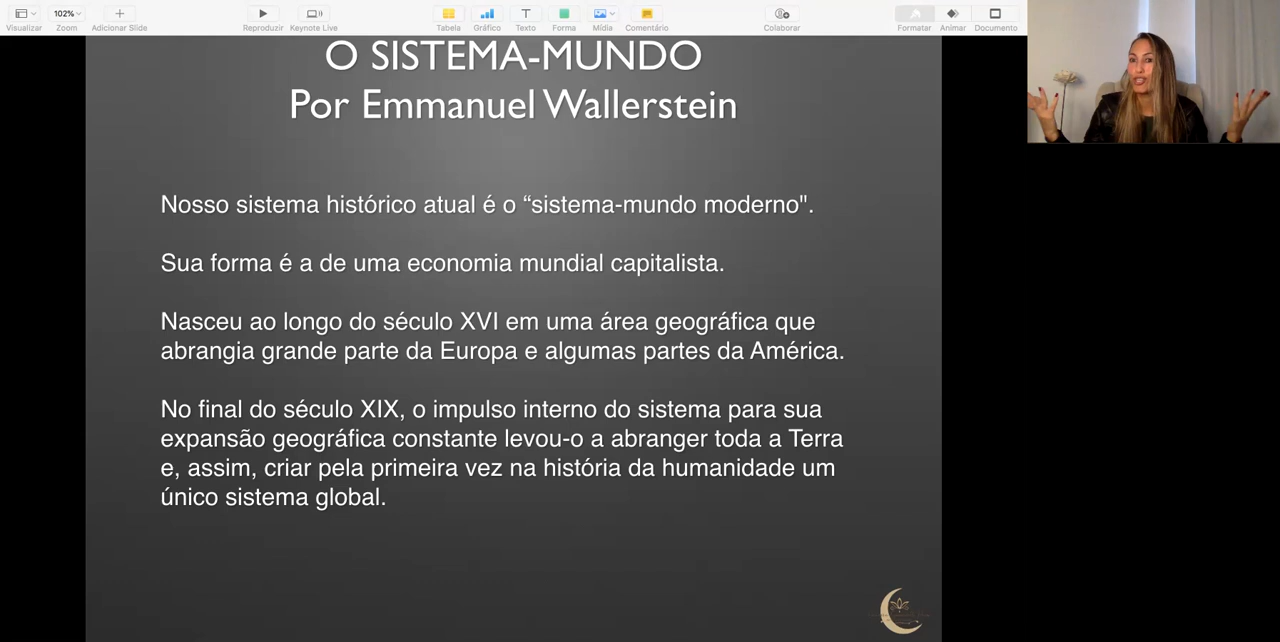 Visualizar
102%
Zoom
Adicionar Slide
Reproduzir
Keynote Live
Tabela
Gráfico
Texto
Forma
Mídia
Comentário
Colaborar
Formatar
Animar
Documento
O SISTEMA-MUNDO
Por Emmanuel Wallerstein
Nosso sistema histórico atual é o “sistema-mundo moderno".
Sua forma é a de uma economia mundial capitalista.
Nasceu ao longo do século XVI em uma área geográfica que
abrangia grande parte da Europa e algumas partes da América.
No final do século XIX, o impulso interno do sistema para sua
expansão geográfica constante levou-o a abranger toda a Terra
e, assim, criar pela primeira vez na história da humanidade um
único sistema global.